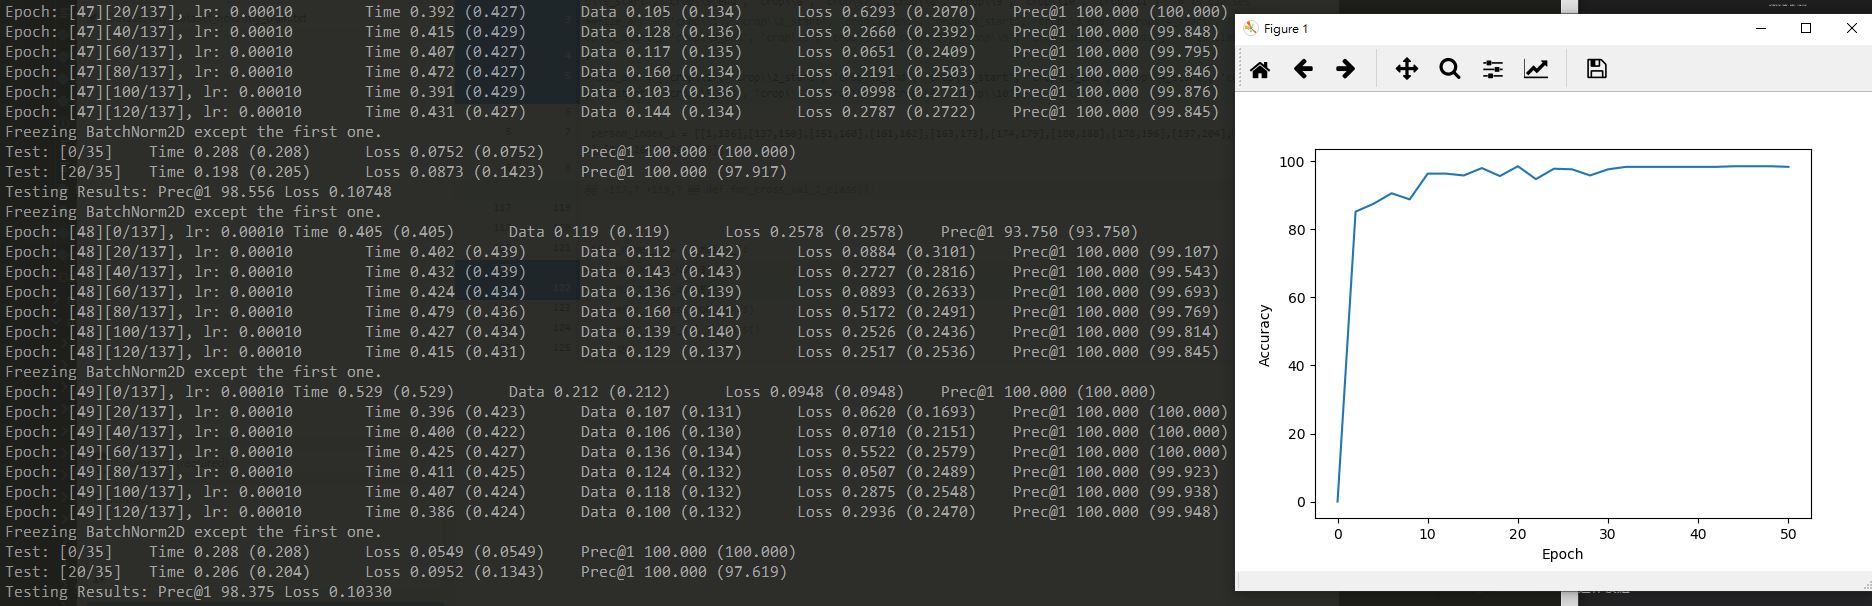 Epoch: [47][20/137], lr: 0.00010 Time 0.392 (0.427) Data 0.105 (0.134) Loss 0.6293 (0.2070) Prec@1 100.000 (100.000)
Epoch: [47][40/137], lr: 0.00010 Time 0.415 (0.429) Data 0.128 (0.136) Loss 0.2660 (0.2392) Prec@1 100.000 (99.848)
Epoch: [47][60/137], lr: 0.00010 Time 0.407 (0.427) Data 0.117 (0.135) Loss 0.0651 (0.2409) Prec@1 100.000 (99.795)
Epoch: [47][80/137], lr: 0.00010 Time 0.472 (0.427) Data 0.160 (0.134) Loss 0.2191 (0.2503) Prec@1 100.000 (99.846)
Epoch: [47][100/137], lr: 0.00010 Time 0.391 (0.429) Data 0.103 (0.136) Loss 0.0998 (0.2721) Prec@1 100.000 (99.876)
Epoch: [47][120/137], lr: 0.00010 Time 0.431 (0.427) Data 0.144 (0.134) Loss 0.2787 (0.2722) Prec@1 100.000 (99.845)
Freezing BatchNorm2D except the first one.
Test: [0/35] Time 0.208 (0.208) Loss 0.0752 (0.0752) Prec@1 100.000 (100.000)
Test: [20/35] Time 0.198 (0.205) Loss 0.0873 (0.1423) Prec@1 100.000 (97.917)
Testing Results: Prec@1 98.556 Loss 0.10748
Freezing BatchNorm2D except the first one.
Epoch: [48][0/137], lr: 0.00010 Time 0.405 (0.405) Data 0.119 (0.119) Loss 0.2578 (0.2578) Prec@1 93.750 (93.750)
Epoch: [48][20/137], lr: 0.00010 Time 0.402 (0.439) Data 0.112 (0.142) Loss 0.0884 (0.3101) Prec@1 100.000 (99.107)
Epoch: [48][40/137], lr: 0.00010 Time 0.432 (0.439) Data 0.143 (0.143) Loss 0.2727 (0.2816) Prec@1 100.000 (99.543)
Epoch: [48][60/137], lr: 0.00010 Time 0.424 (0.434) Data 0.136 (0.139) Loss 0.0893 (0.2633) Prec@1 100.000 (99.693)
Epoch: [48][80/137], lr: 0.00010 Time 0.479 (0.436) Data 0.160 (0.141) Loss 0.5172 (0.2491) Prec@1 100.000 (99.769)
Epoch: [48][100/137], lr: 0.00010 Time 0.427 (0.434) Data 0.139 (0.140) Loss 0.2526 (0.2436) Prec@1 100.000 (99.814)
Epoch: [48][120/137], lr: 0.00010 Time 0.415 (0.431) Data 0.129 (0.137) Loss 0.2517 (0.2536) Prec@1 100.000 (99.845)
Freezing BatchNorm2D except the first one.
Epoch: [49][0/137], lr: 0.00010 Time 0.529 (0.529) Data 0.212 (0.212) Loss 0.0948 (0.0948) Prec@1 100.000 (100.000)
Epoch: [49][20/137], lr: 0.00010 Time 0.396 (0.423) Data 0.107 (0.131) Loss 0.0620 (0.1693) Prec@1 100.000 (100.000)
Epoch: [49][40/137], lr: 0.00010 Time 0.400 (0.422) Data 0.106 (0.130) Loss 0.0710 (0.2151) Prec@1 100.000 (100.000)
Epoch: [49][60/137], lr: 0.00010 Time 0.425 (0.427) Data 0.136 (0.134) Loss 0.5522 (0.2579) Prec@1 100.000 (100.000)
Epoch: [49][80/137], lr: 0.00010 Time 0.411 (0.425) Data 0.124 (0.132) Loss 0.0507 (0.2489) Prec@1 100.000 (99.923)
Epoch: [49][100/137], lr: 0.00010 Time 0.407 (0.424) Data 0.118 (0.132) Loss 0.2875 (0.2548) Prec@1 100.000 (99.938)
Epoch: [49][120/137], lr: 0.00010 Time 0.386 (0.424) Data 0.100 (0.132) Loss 0.2936 (0.2470) Prec@1 100.000 (99.948)
Freezing BatchNorm2D except the first one.
Test: [0/35] Time 0.208 (0.208) Loss 0.0549 (0.0549) Prec@1 100.000 (100.000)
Test: [20/35] Time 0.206 (0.204) Loss 0.0952 (0.1343) Prec@1 100.000 (97.619)
Testing Results: Prec@1 98.375 Loss 0.10330
Figure 1
100
80
60
40
20
0
Accuracy
0 10 20 30 40 50
Epoch